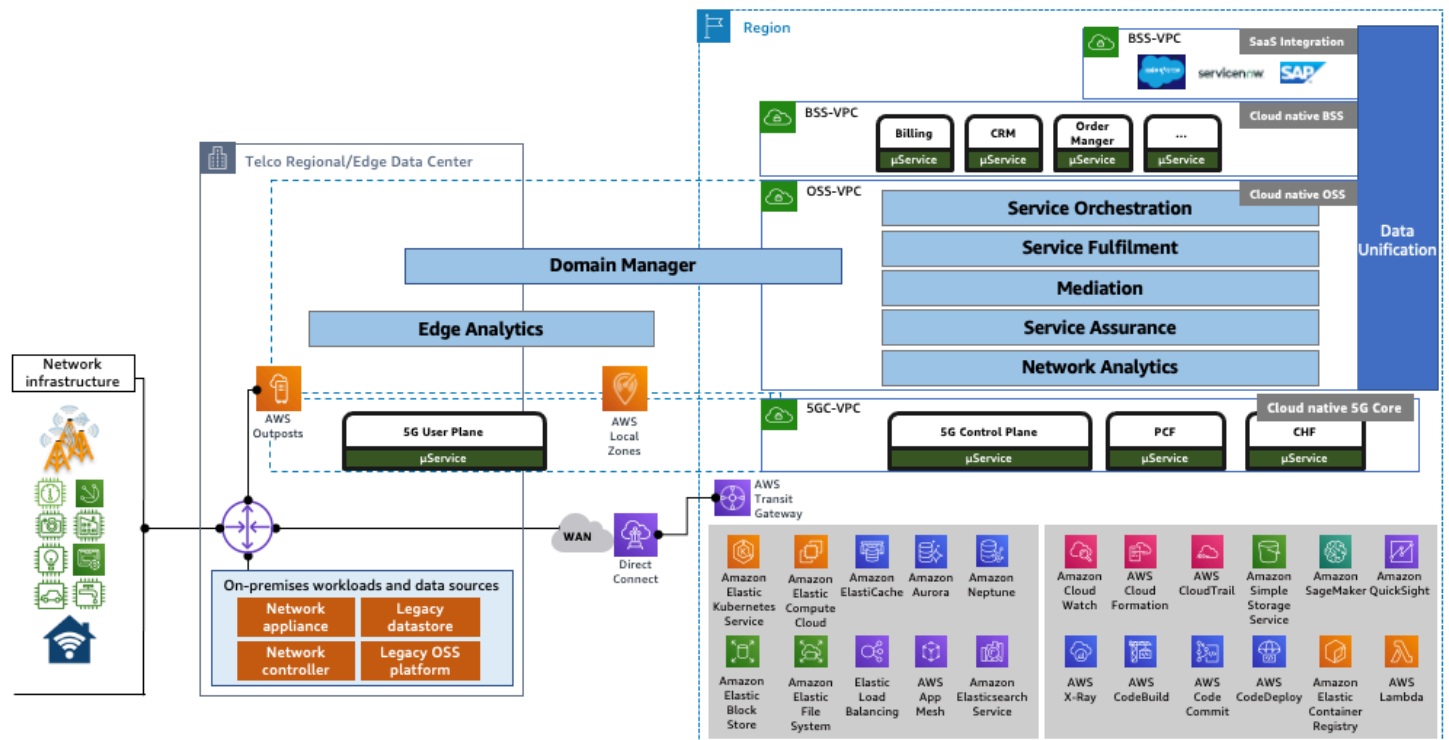 Region
BSS-VPC
SaaS Integration
salesforce
servicenow
SAP
BSS-VPC
Cloud native BSS
Billing
µService
CRM
µService
Order
Manger
µService
...
µService
Data
Unification
Telco Regional/Edge Data Center
OSS-VPC
Cloud native OSS
Service Orchestration
Service Fulfilment
Mediation
Service Assurance
Network Analytics
Domain Manager
Edge Analytics
Network
infrastructure
AWS
Outposts
5G User Plane
µService
AWS
Local
Zones
5GC-VPC
Cloud native 5G Core
5G Control Plane
µService
PCF
µService
CHF
µService
AWS
Transit
Gateway
WAN
Direct
Connect
On-premises workloads and data sources
Network
appliance
Legacy
datastore
Network
controller
Legacy OSS
platform
Amazon
Elastic
Kubernetes
Service
Amazon
Elastic
Compute
Cloud
Amazon
ElastiCache
Amazon
Aurora
Amazon
Neptune
Amazon
Elastic
Block
Store
Amazon
Elastic
File
System
Elastic
Load
Balancing
AWS
App
Mesh
Amazon
Elasticsearch
Service
Amazon
Cloud
Watch
AWS
Cloud
Formation
AWS
CloudTrail
Amazon
Simple
Storage
Service
Amazon
SageMaker
Amazon
QuickSight
AWS
X-Ray
AWS
CodeBuild
AWS
Code
Commit
AWS
CodeDeploy
Amazon
Elastic
Container
Registry
AWS
Lambda